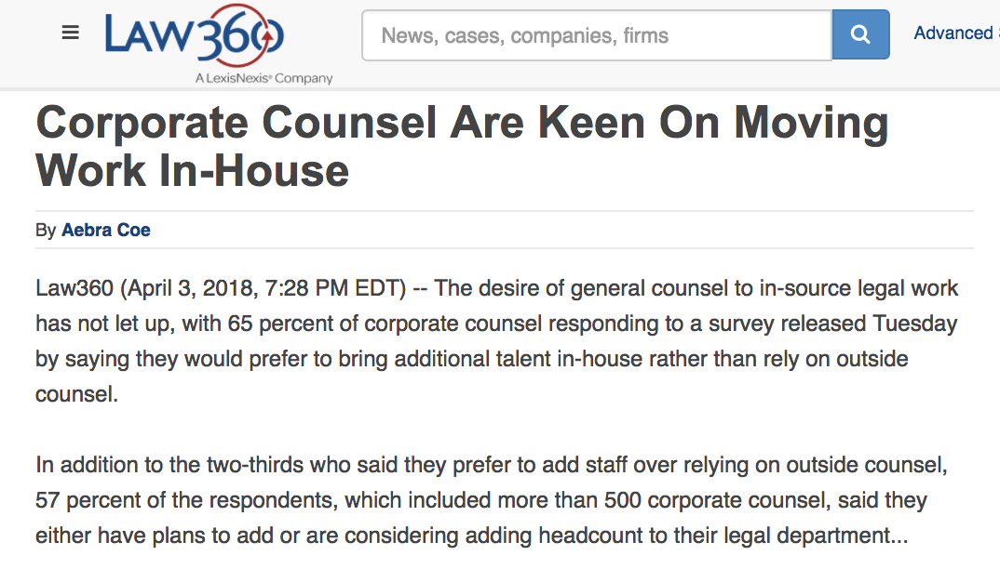 LAW360
A LexisNexis® Company
News, cases, companies, firms
Advanced
Corporate Counsel Are Keen On Moving
Work In-House
By Aebra Coe
Law360 (April 3, 2018, 7:28 PM EDT) -- The desire of general counsel to in-source legal work
has not let up, with 65 percent of corporate counsel responding to a survey released Tuesday
by saying they would prefer to bring additional talent in-house rather than rely on outside
counsel.
In addition to the two-thirds who said they prefer to add staff over relying on outside counsel,
57 percent of the respondents, which included more than 500 corporate counsel, said they
either have plans to add or are considering adding headcount to their legal department...